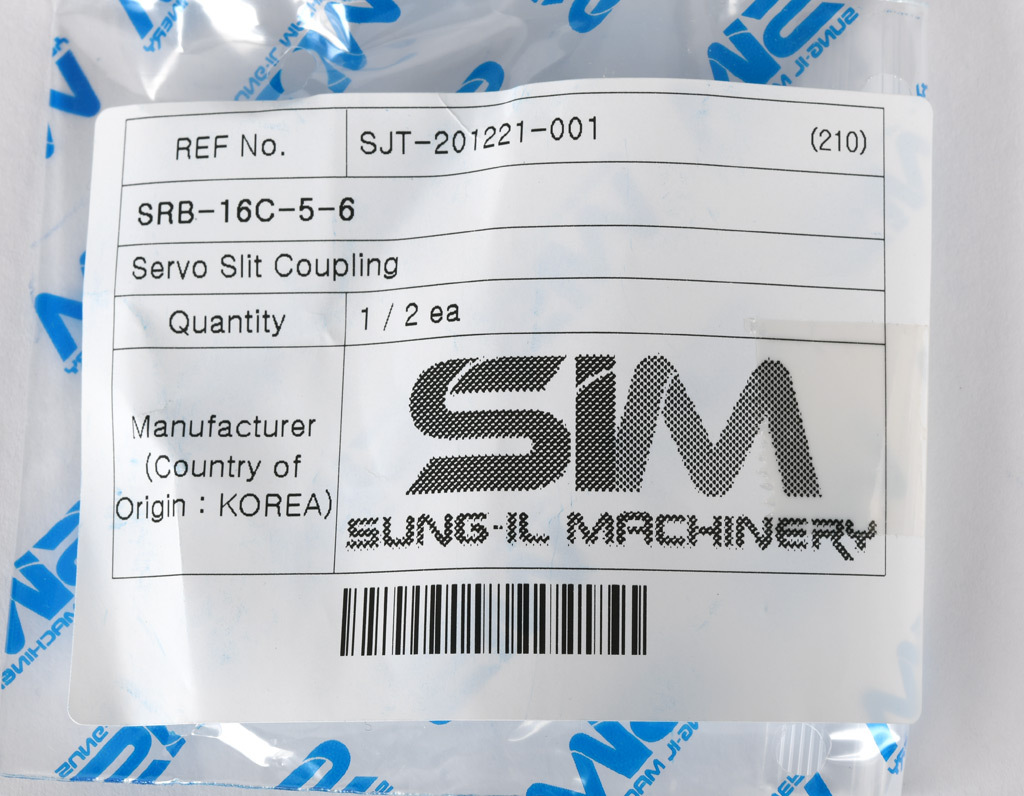 REF No.
SJT-201221-001
(210)
SRB-16C-5-6
Servo Slit Coupling
Quantity
1 / 2 ea
Manufacturer
(Country of
Origin : KOREA)
SIM
SUNG-IL MACHINERY